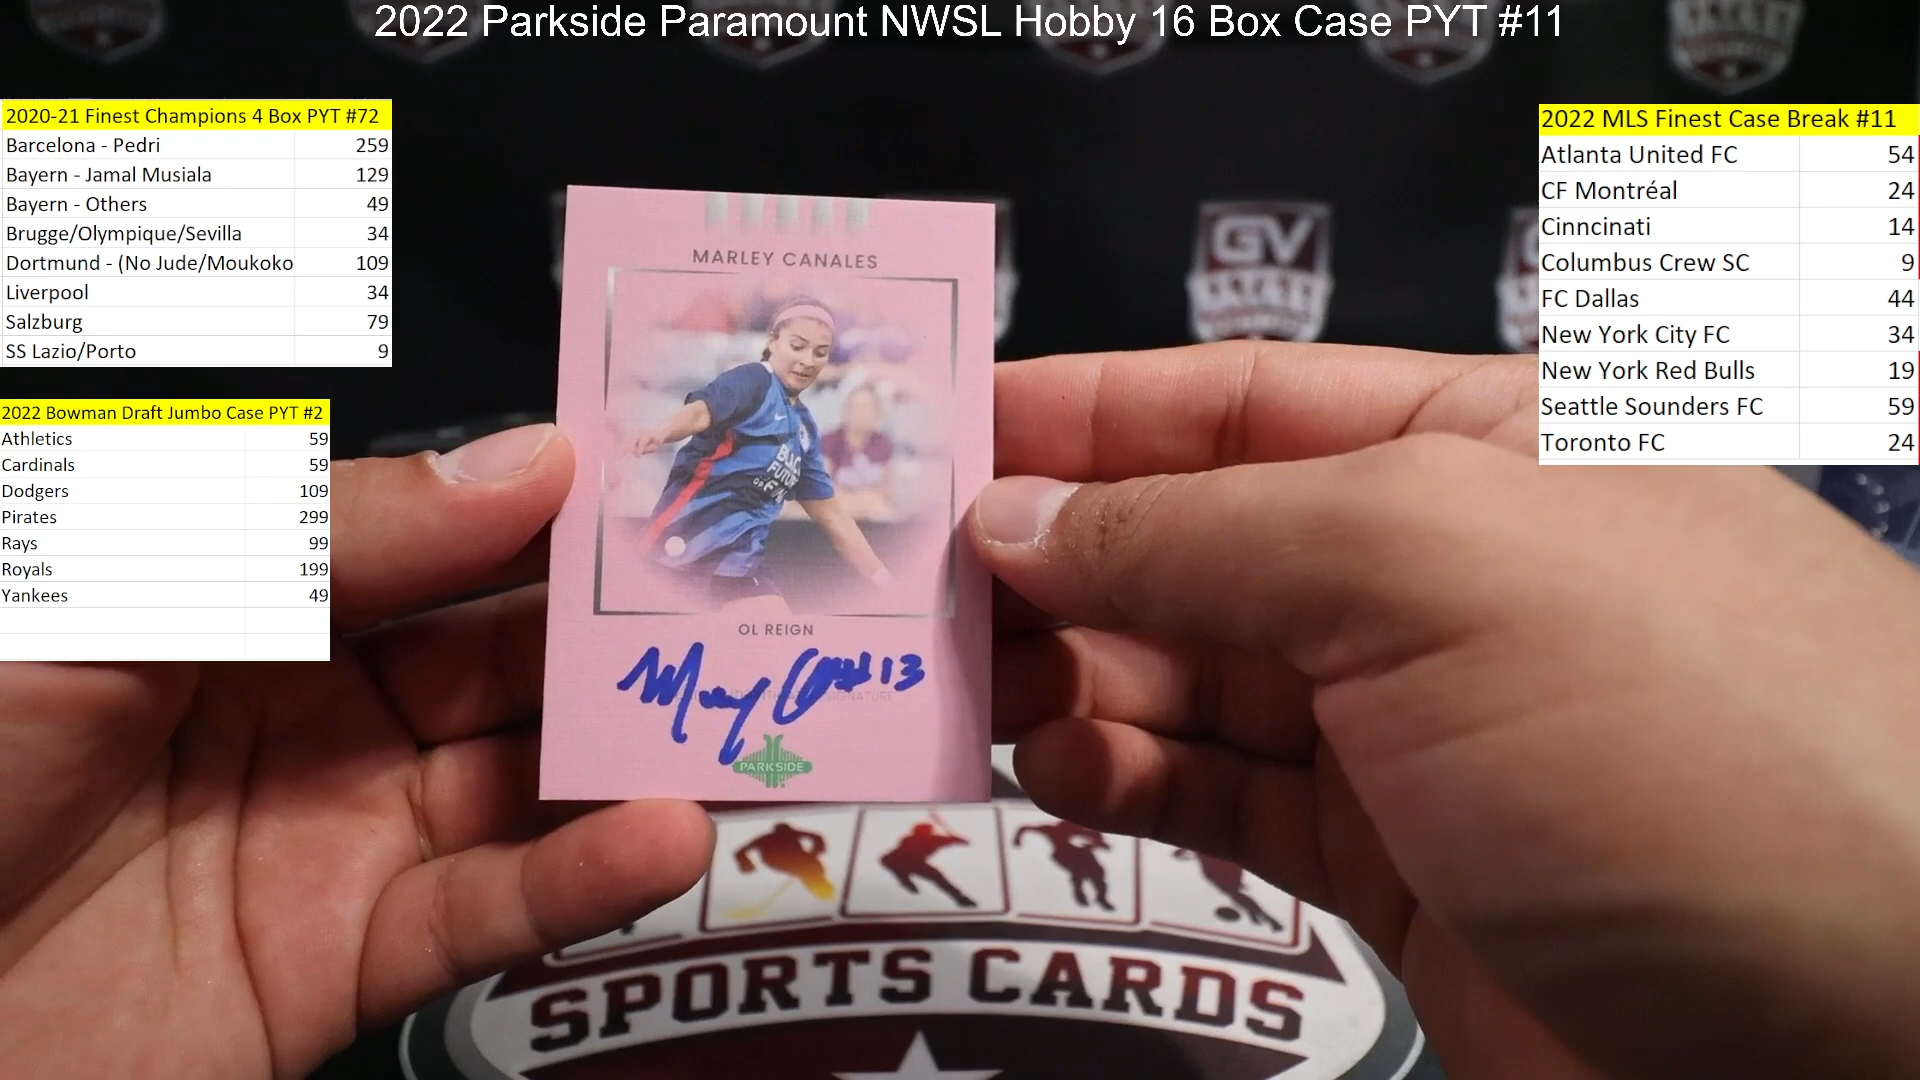 2022 Parkside Paramount NWSL Hobby 16 Box Case PYT #11
2020-21 Finest Champions 4 Box PYT #72
Barcelona - Pedri 259
Bayern - Jamal Musiala 129
Bayern - Others 49
Brugge/Olympique/Sevilla 34
Dortmund - (No Jude/Moukoko 109
Liverpool 34
Salzburg 79
SS Lazio/Porto 9
2022 Bowman Draft Jumbo Case PYT #2
Athletics 59
Cardinals 59
Dodgers 109
Pirates 299
Rays 99
Royals 199
Yankees 49
2022 MLS Finest Case Break #11
Atlanta United FC 54
CF Montréal 24
Cinncinati 14
Columbus Crew SC 9
FC Dallas 44
New York City FC 34
New York Red Bulls 19
Seattle Sounders FC 59
Toronto FC 24
GV
MARLEY CANALES
BLACK
FUTURE
OL REIGN
13
SIGNATURE
PARKSIDE
SPORTS CARDS